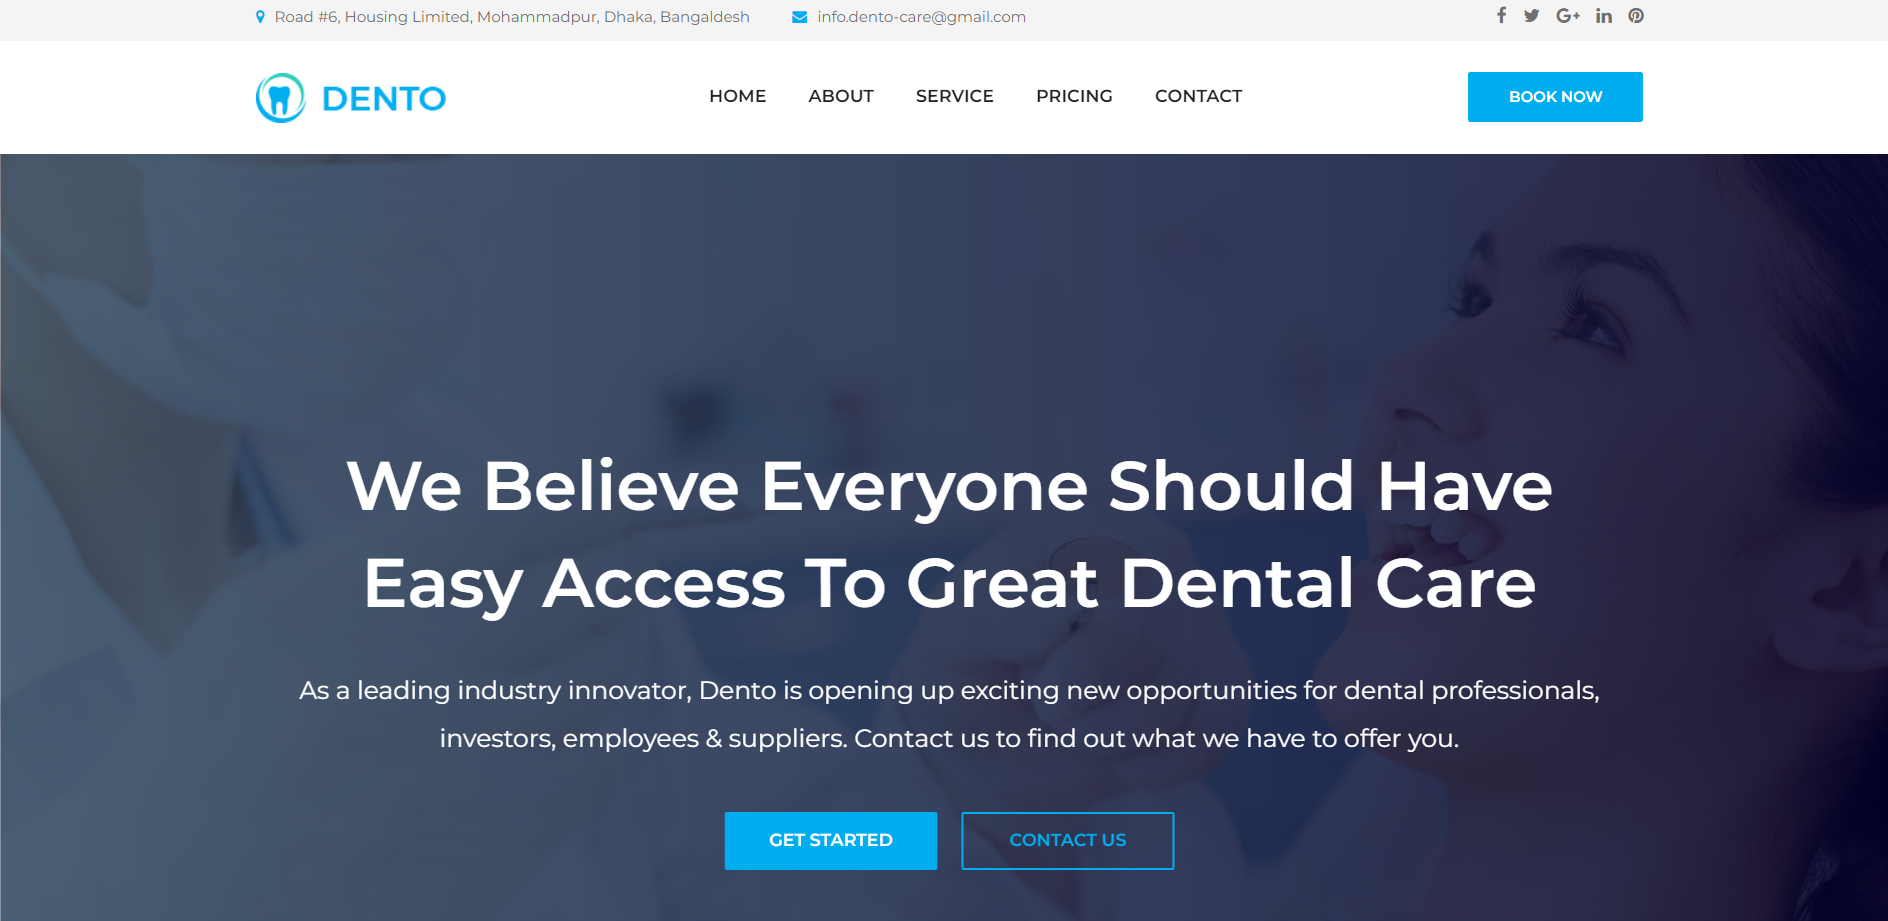 Road #6, Housing Limited, Mohammadpur, Dhaka, Bangaldesh
info.dento-care@gmail.com
DENTO
HOME
ABOUT
SERVICE
PRICING
CONTACT
BOOK NOW
We Believe Everyone Should Have
Easy Access To Great Dental Care
As a leading industry innovator, Dento is opening up exciting new opportunities for dental professionals,
investors, employees & suppliers. Contact us to find out what we have to offer you.
GET STARTED
CONTACT US